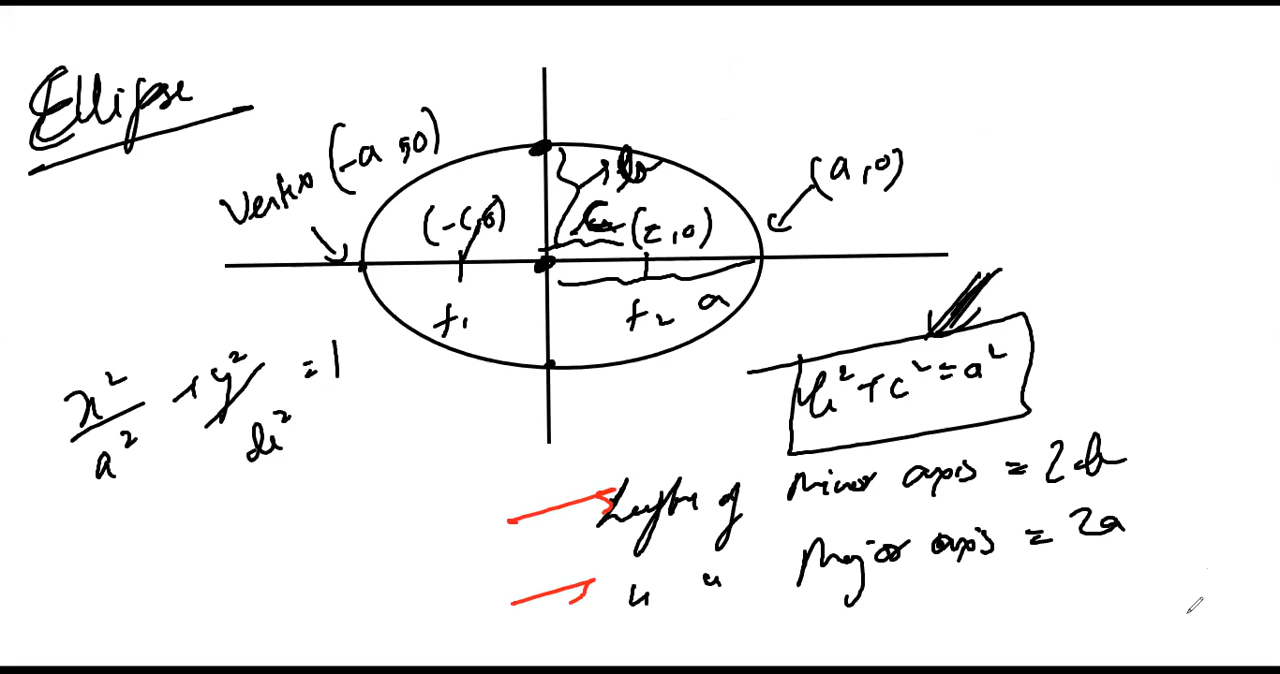 Ellipse
Vertex (-a, 0)
(a, 0)
b
(-c, 0)
c
(c, 0)
f1
f2
a
x²/a² + y²/b² = 1
b² + c² = a²
Length of Minor axis = 2b
" " Major axis = 2a